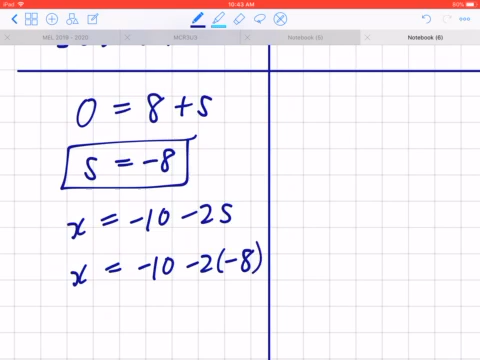 iPad
10:43 AM
80%
MEL 2019 - 2020
MCR3U3
Notebook (5)
Notebook (6)
0 = 8 + s
s = -8
x = -10 - 2s
x = -10 - 2(-8)